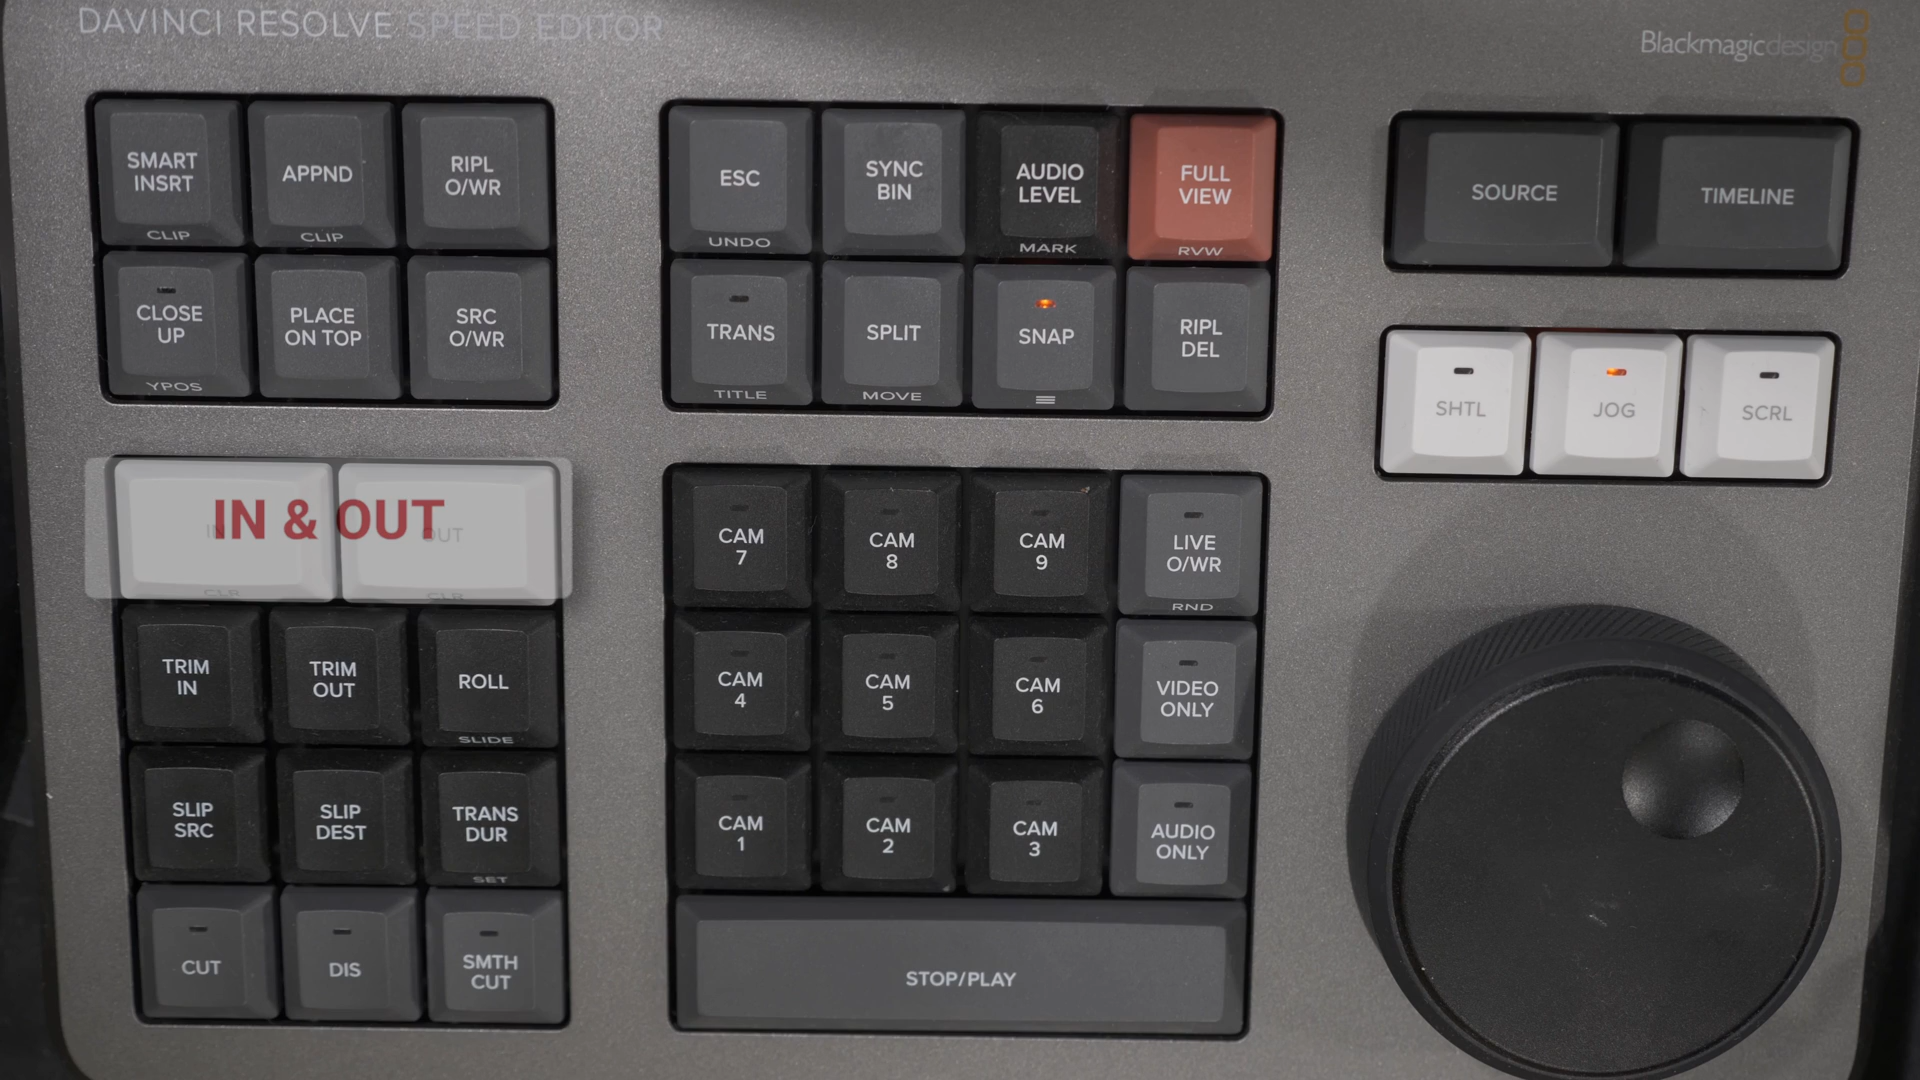 DAVINCI RESOLVE SPEED EDITOR
Blackmagicdesign
SMART
INSRT
CLIP
APPND
CLIP
RIPL
O/WR
CLOSE
UP
YPOS
PLACE
ON TOP
SRC
O/WR
ESC
UNDO
SYNC
BIN
AUDIO
LEVEL
MARK
FULL
VIEW
RVW
TRANS
TITLE
SPLIT
MOVE
SNAP
RIPL
DEL
SOURCE
TIMELINE
SHTL
JOG
SCRL
IN & OUT
IN
CLR
OUT
CLR
TRIM
IN
TRIM
OUT
ROLL
SLIDE
SLIP
SRC
SLIP
DEST
TRANS
DUR
SET
CUT
DIS
SMTH
CUT
CAM
7
CAM
8
CAM
9
LIVE
O/WR
RND
CAM
4
CAM
5
CAM
6
VIDEO
ONLY
CAM
1
CAM
2
CAM
3
AUDIO
ONLY
STOP/PLAY